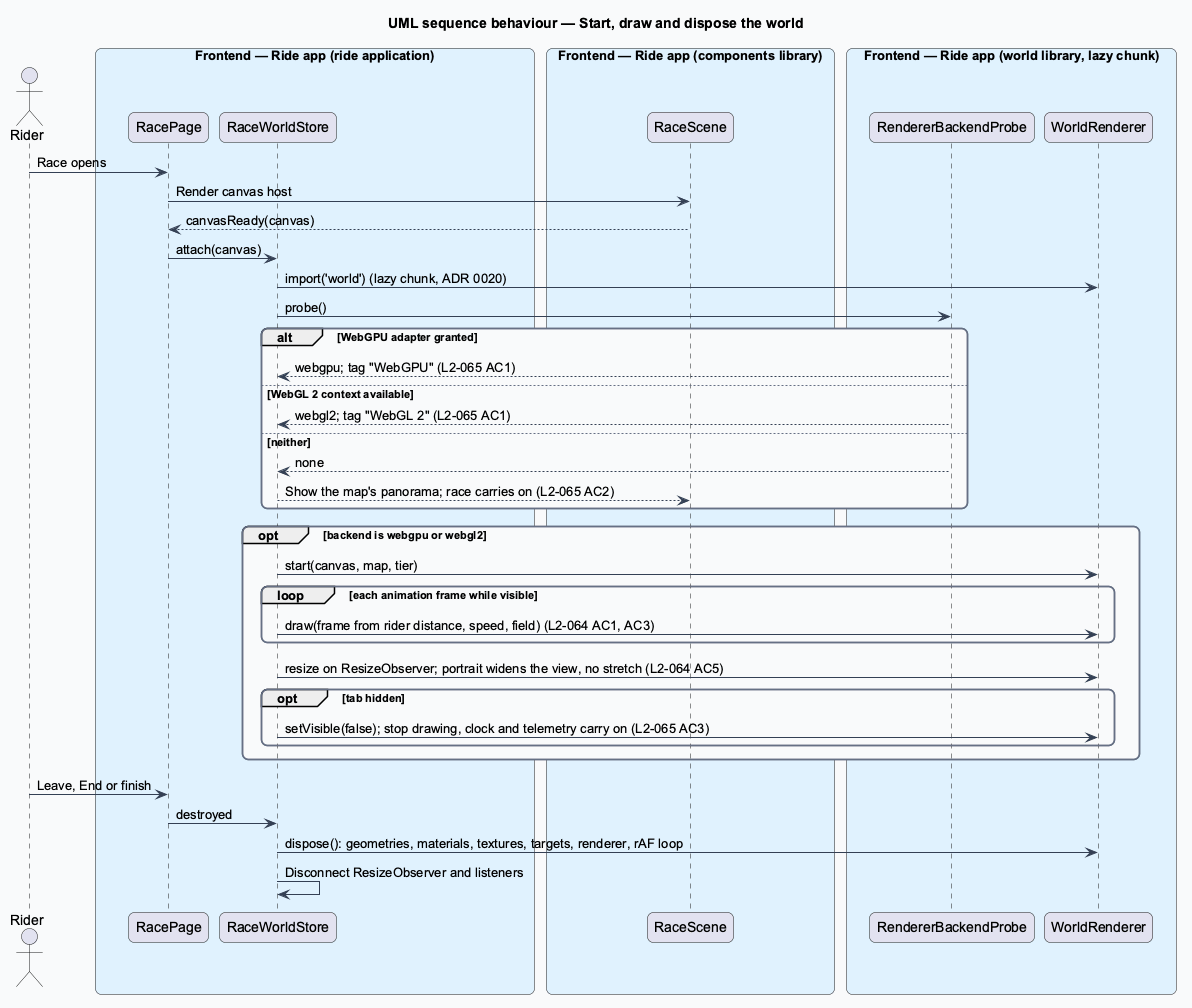 UML sequence behaviour — Start, draw and dispose the world
Frontend — Ride app (ride application)
Frontend — Ride app (components library)
Frontend — Ride app (world library, lazy chunk)
Rider
RacePage
RaceWorldStore
RaceScene
RendererBackendProbe
WorldRenderer
Race opens
Render canvas host
canvasReady(canvas)
attach(canvas)
import('world') (lazy chunk, ADR 0020)
probe()
alt [WebGPU adapter granted]
webgpu; tag "WebGPU" (L2-065 AC1)
[WebGL 2 context available]
webgl2; tag "WebGL 2" (L2-065 AC1)
[neither]
none
Show the map's panorama; race carries on (L2-065 AC2)
opt [backend is webgpu or webgl2]
start(canvas, map, tier)
loop [each animation frame while visible]
draw(frame from rider distance, speed, field) (L2-064 AC1, AC3)
resize on ResizeObserver; portrait widens the view, no stretch (L2-064 AC5)
opt [tab hidden]
setVisible(false); stop drawing, clock and telemetry carry on (L2-065 AC3)
Leave, End or finish
destroyed
dispose(): geometries, materials, textures, targets, renderer, rAF loop
Disconnect ResizeObserver and listeners
Rider
RacePage
RaceWorldStore
RaceScene
RendererBackendProbe
WorldRenderer